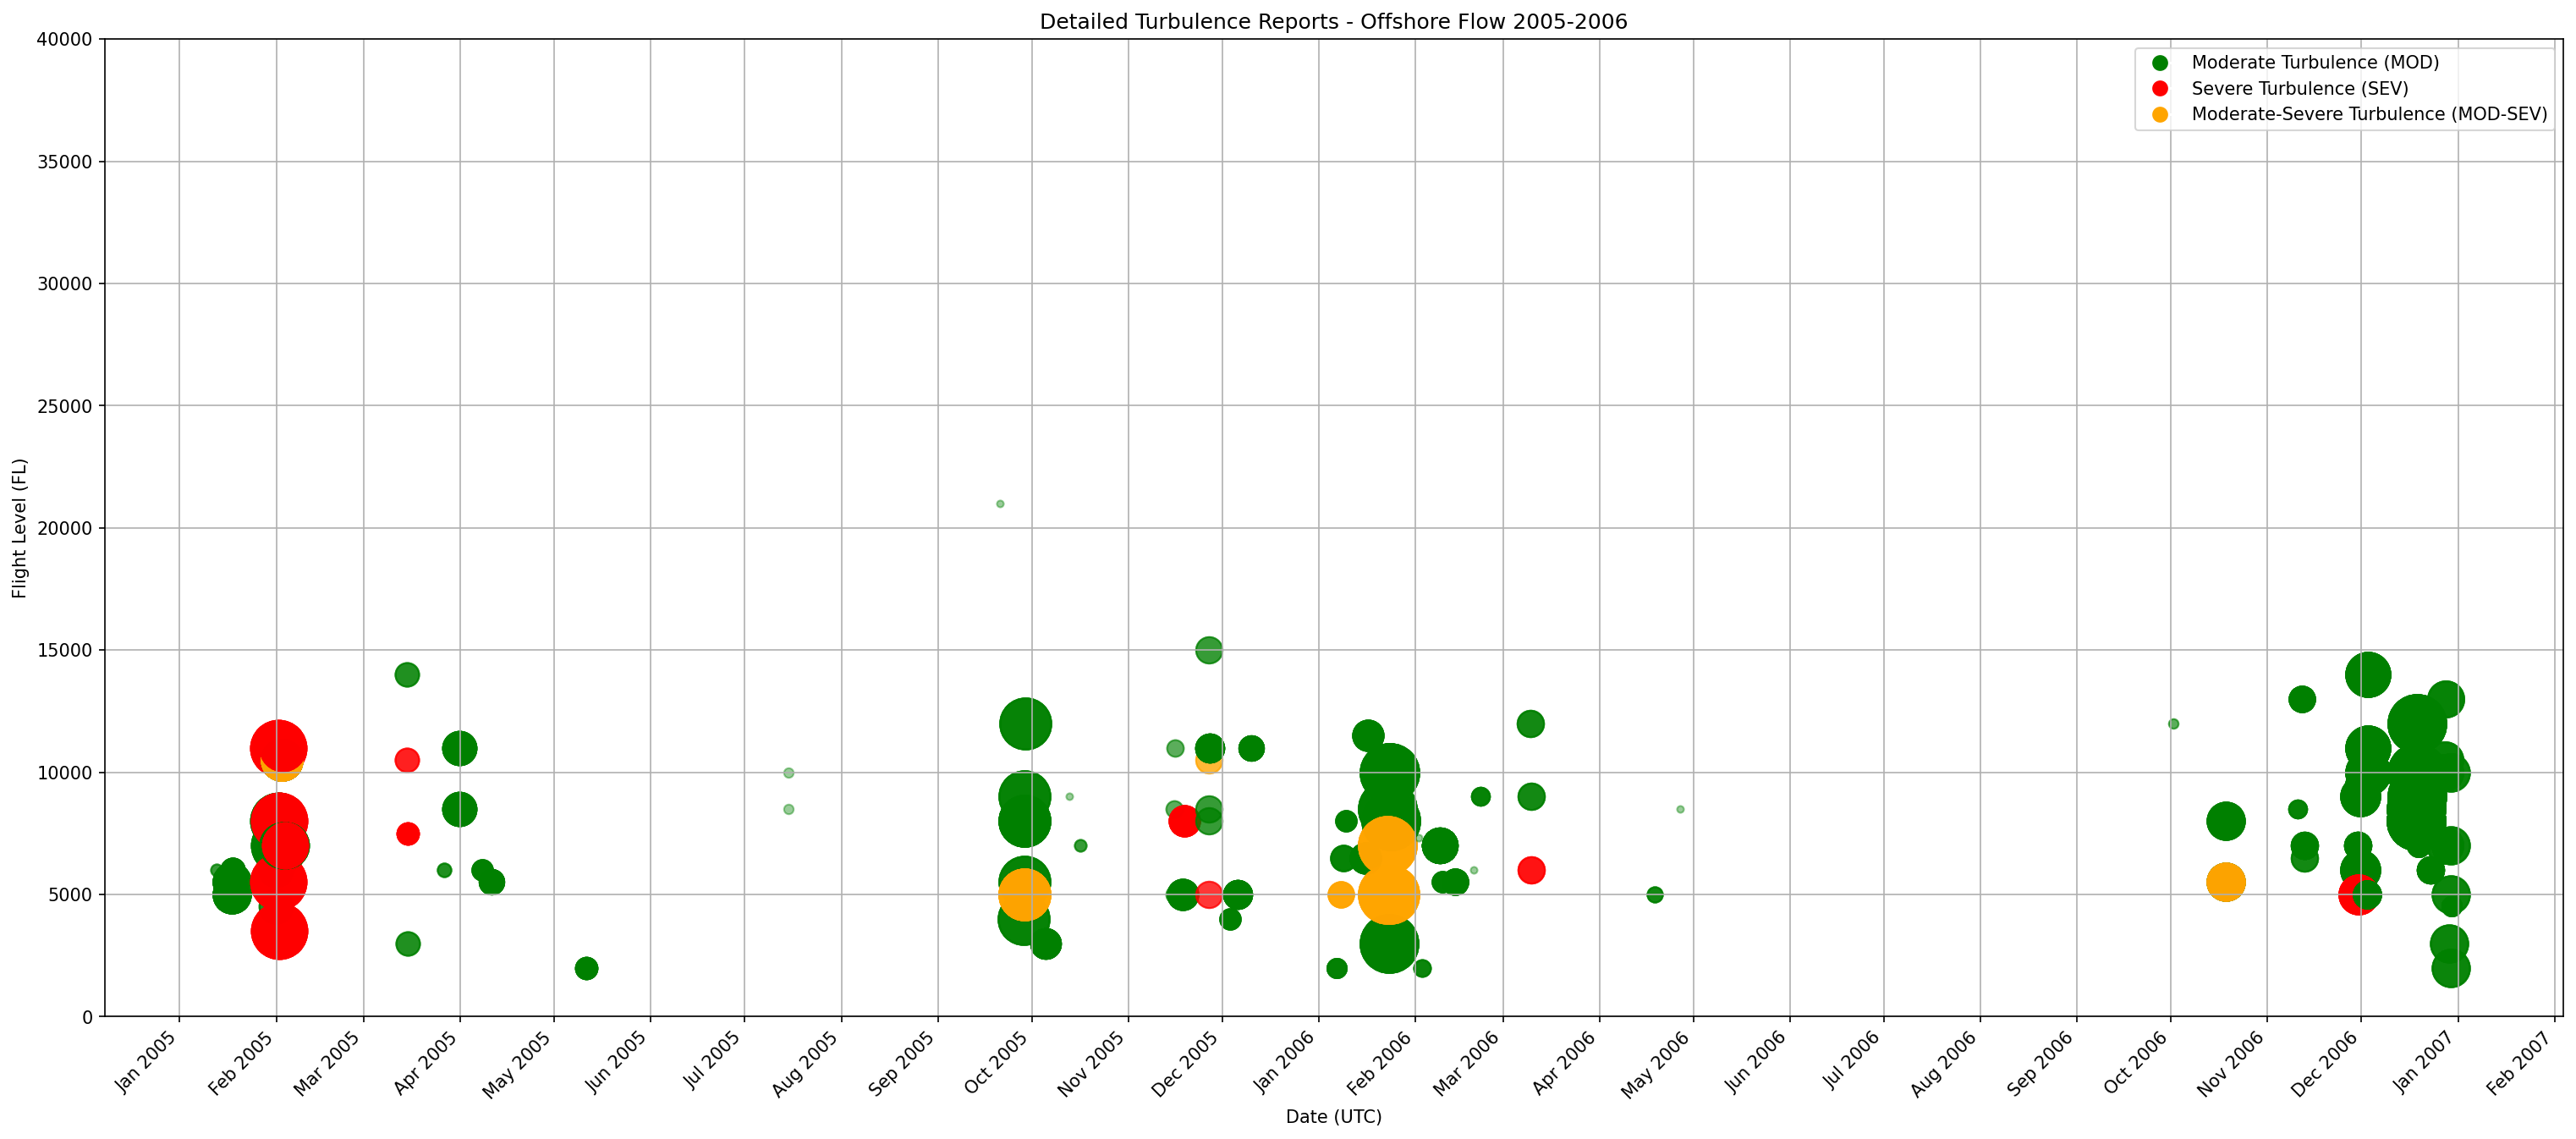 Detailed Turbulence Reports - Offshore Flow 2005-2006
Moderate Turbulence (MOD)
Severe Turbulence (SEV)
Moderate-Severe Turbulence (MOD-SEV)
Flight Level (FL)
40000
35000
30000
25000
20000
15000
10000
5000
0
Jan 2005
Feb 2005
Mar 2005
Apr 2005
May 2005
Jun 2005
Jul 2005
Aug 2005
Sep 2005
Oct 2005
Nov 2005
Dec 2005
Jan 2006
Feb 2006
Mar 2006
Apr 2006
May 2006
Jun 2006
Jul 2006
Aug 2006
Sep 2006
Oct 2006
Nov 2006
Dec 2006
Jan 2007
Feb 2007
Date (UTC)